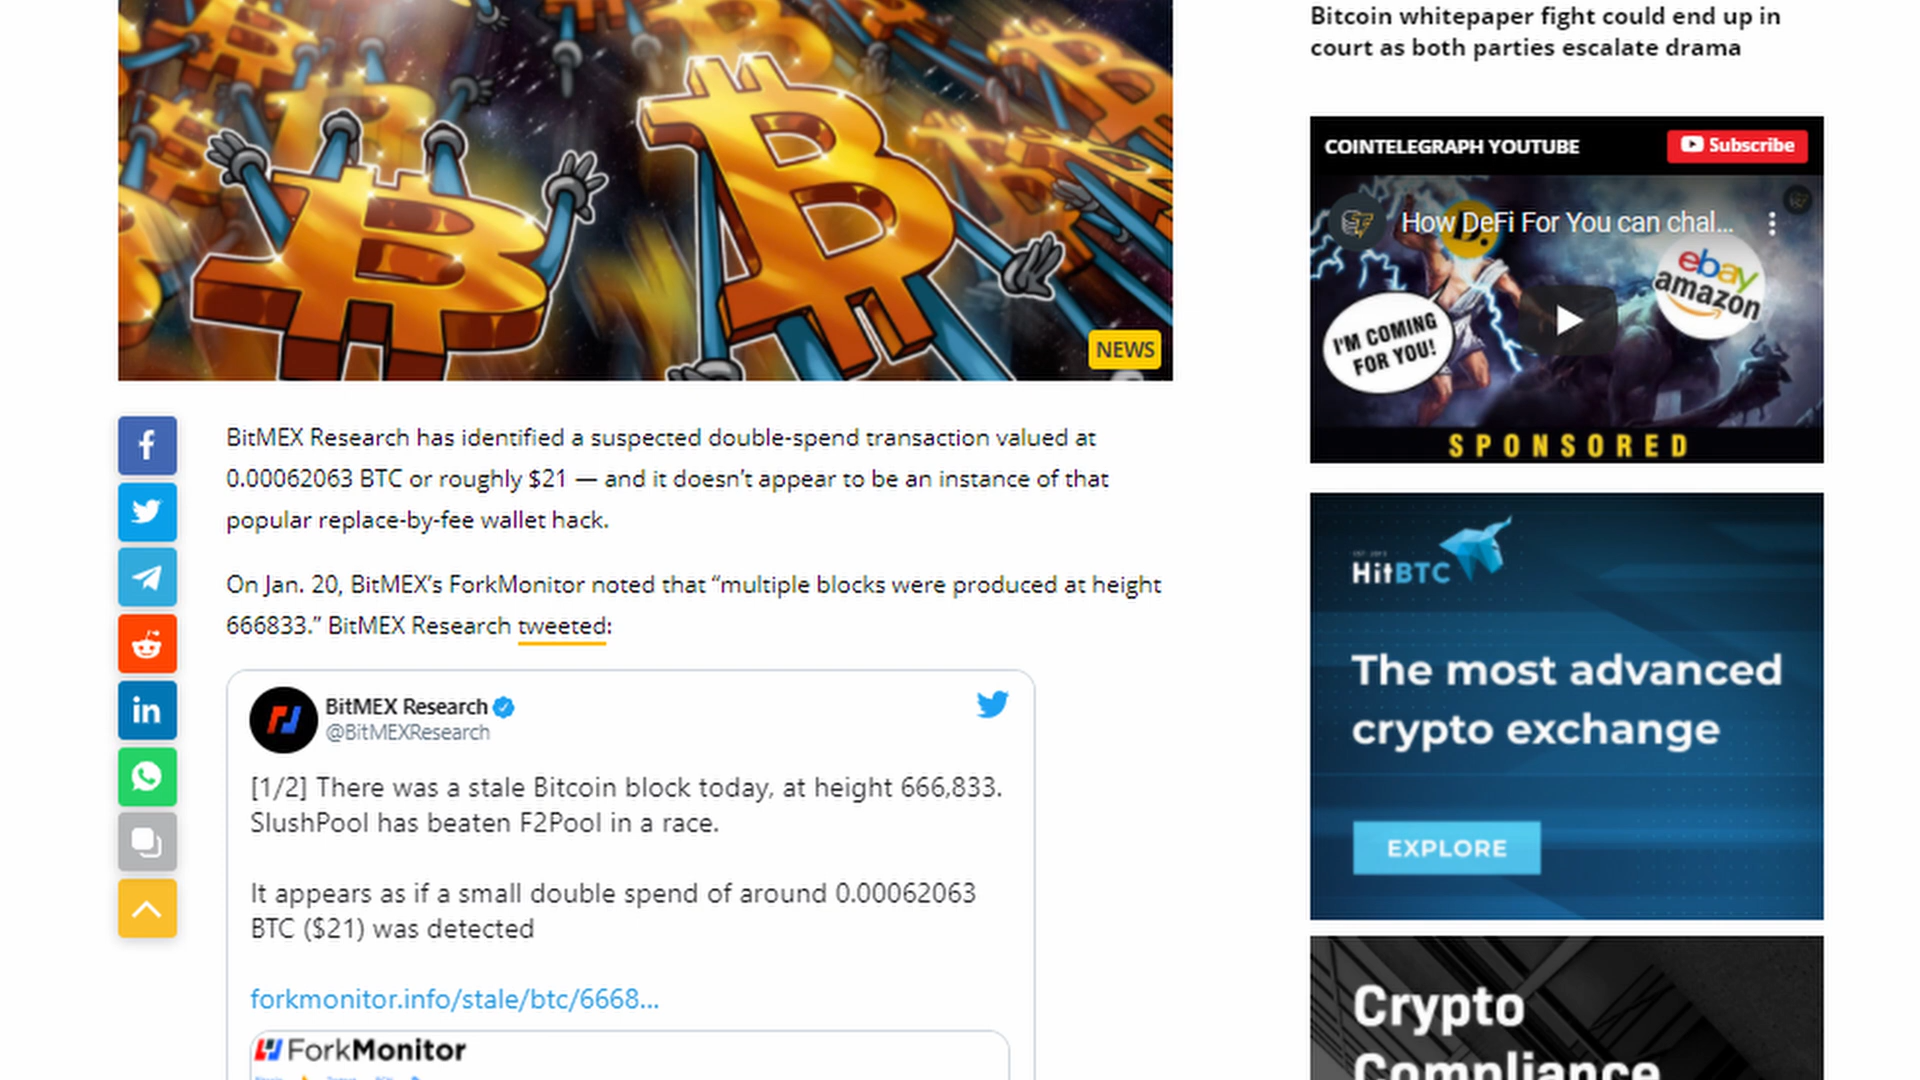 NEWS
BitMEX Research has identified a suspected double-spend transaction valued at
0.00062063 BTC or roughly $21 — and it doesn’t appear to be an instance of that
popular replace-by-fee wallet hack.
On Jan. 20, BitMEX’s ForkMonitor noted that “multiple blocks were produced at height
666833.” BitMEX Research tweeted:
BitMEX Research
@BitMEXResearch
[1/2] There was a stale Bitcoin block today, at height 666,833.
SlushPool has beaten F2Pool in a race.
It appears as if a small double spend of around 0.00062063
BTC ($21) was detected
forkmonitor.info/stale/btc/6668...
ForkMonitor
Bitcoin whitepaper fight could end up in
court as both parties escalate drama
COINTELEGRAPH YOUTUBE
Subscribe
How DeFi For You can chal...
ebay
amazon
I'M COMING
FOR YOU!
SPONSORED
HitBTC
The most advanced
crypto exchange
EXPLORE
Crypto
Compliance